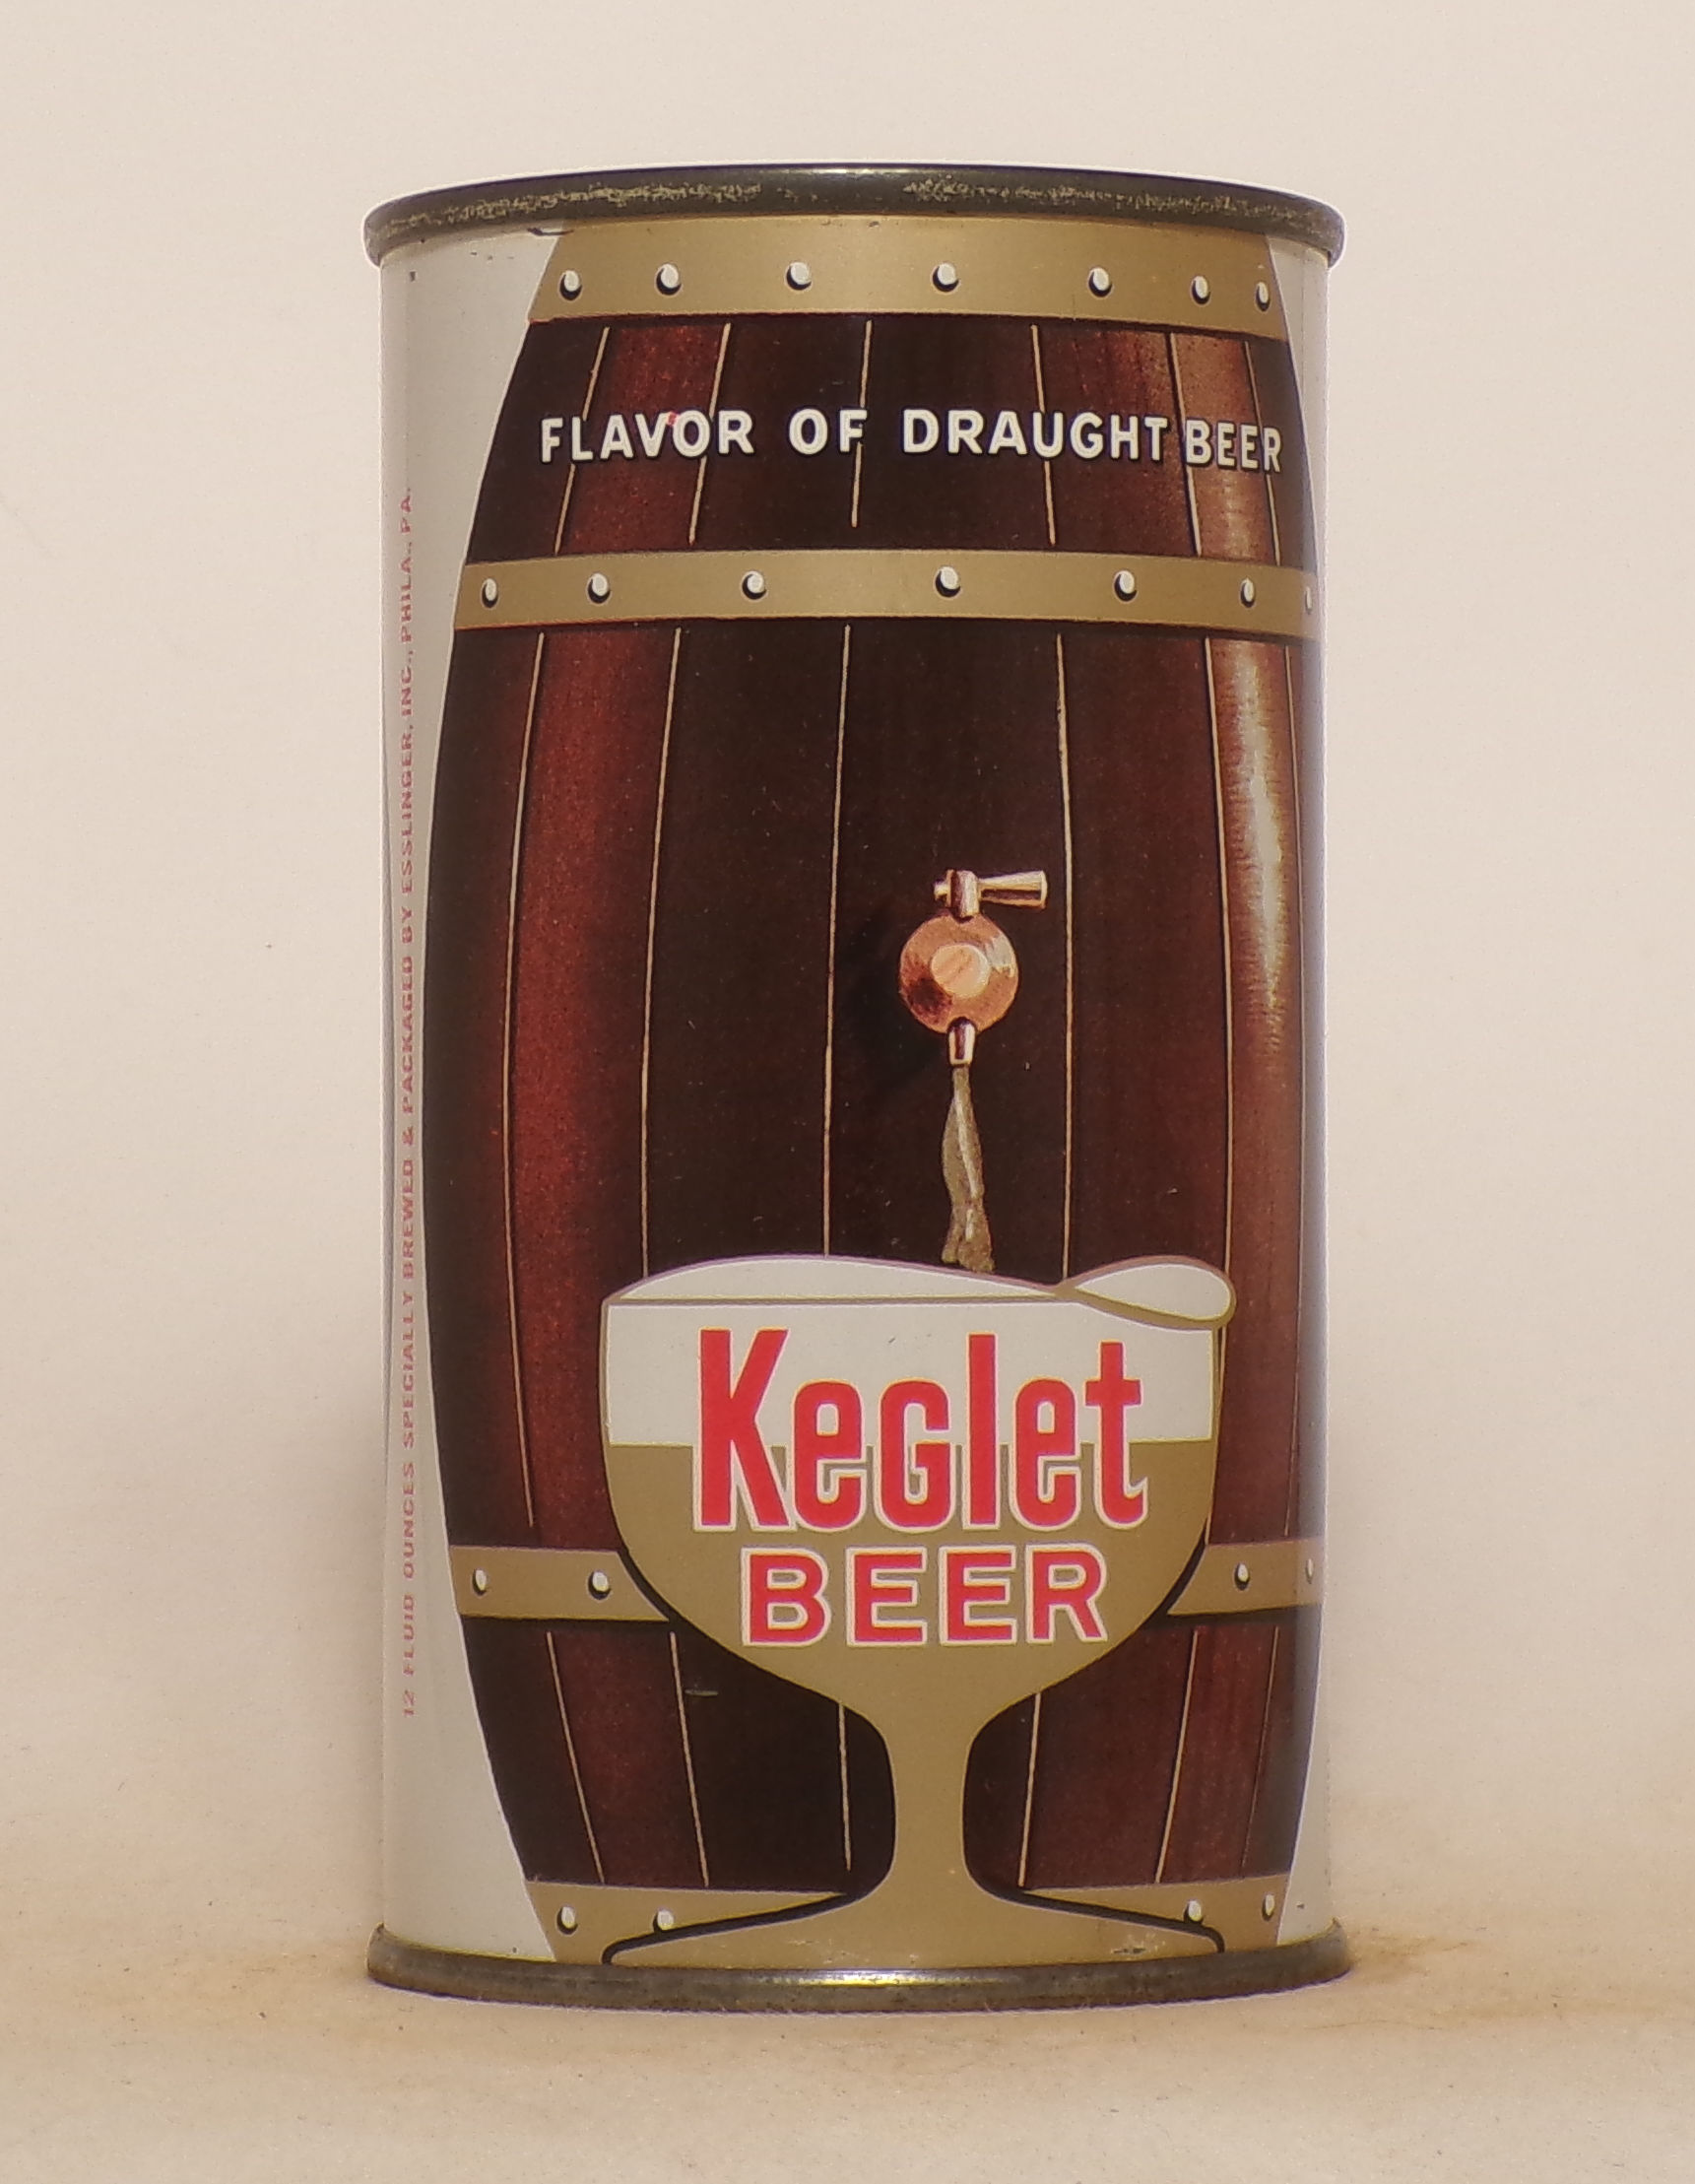 FLAVOR OF DRAUGHT BEER
Keglet
BEER
12 FLUID OUNCES SPECIALLY BREWED & PACKAGED BY ESSLINGER, INC., PHILA., PA.